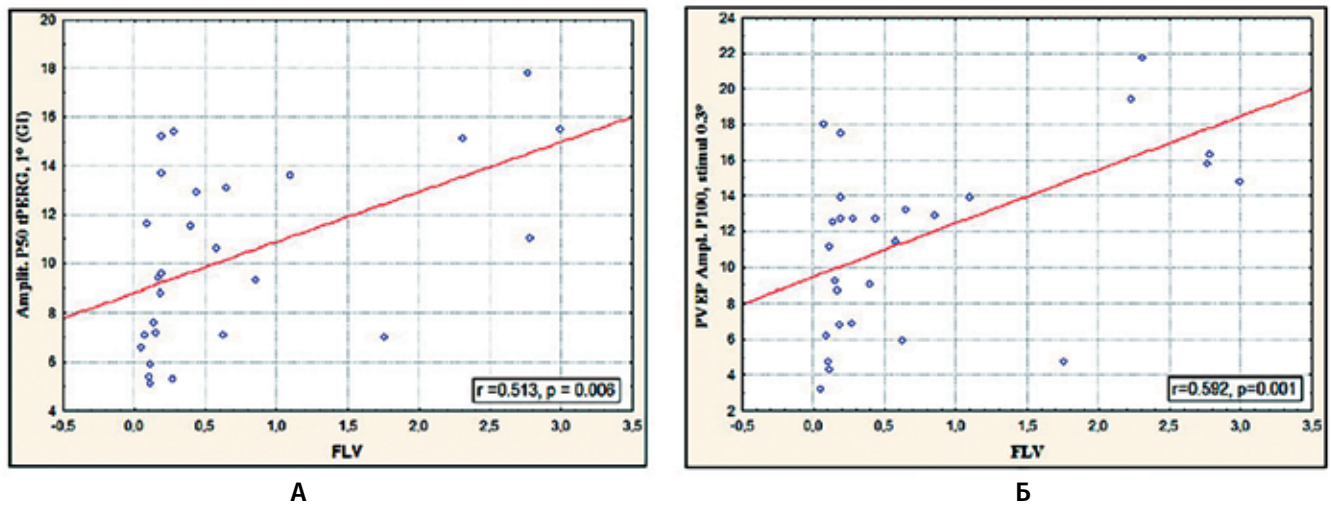 Amplit. P50 dPERG, 1º (GI)
20
18
16
14
12
10
8
6
4
-0,5 0,0 0,5 1,0 1,5 2,0 2,5 3,0 3,5
FLV
r =0.513, p = 0.006
А
PVEP Ampl. P100, stimul 0.3º
24
22
20
18
16
14
12
10
8
6
4
2
-0,5 0,0 0,5 1,0 1,5 2,0 2,5 3,0 3,5
FLV
r=0.592, p=0.001
Б